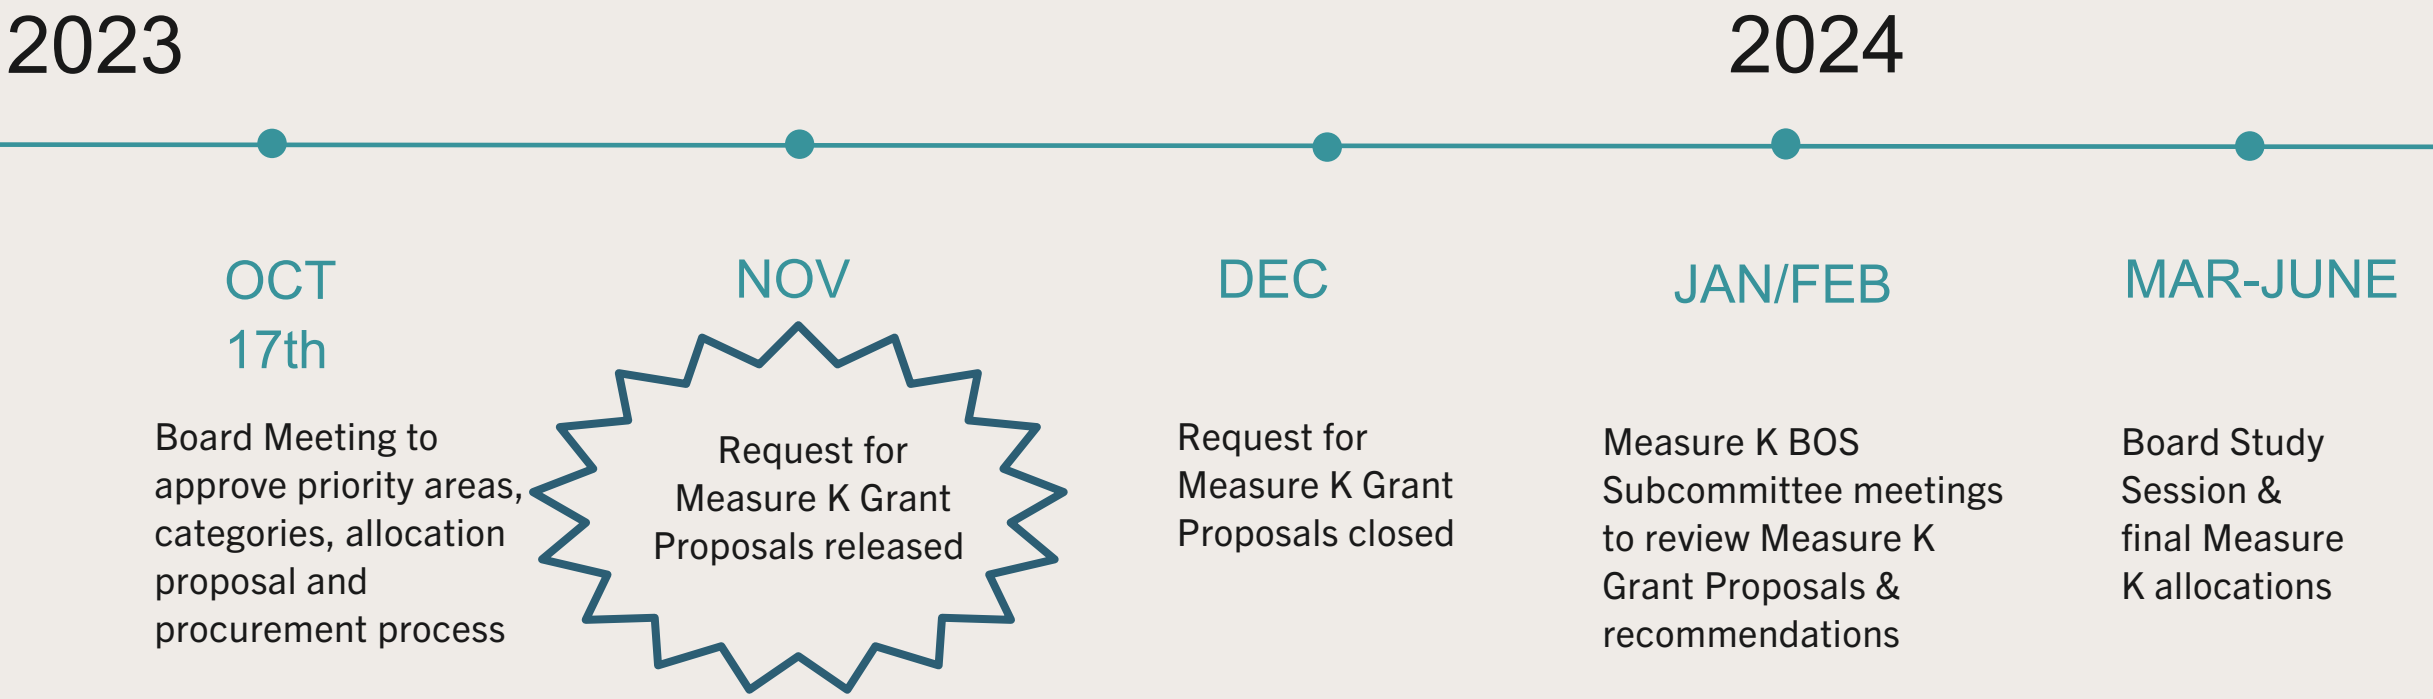 2023
2024
OCT
17th
NOV
DEC
JAN/FEB
MAR-JUNE
Board Meeting to
approve priority areas,
categories, allocation
proposal and
procurement process
Request for
Measure K Grant
Proposals released
Request for
Measure K Grant
Proposals closed
Measure K BOS
Subcommittee meetings
to review Measure K
Grant Proposals &
recommendations
Board Study
Session &
final Measure
K allocations